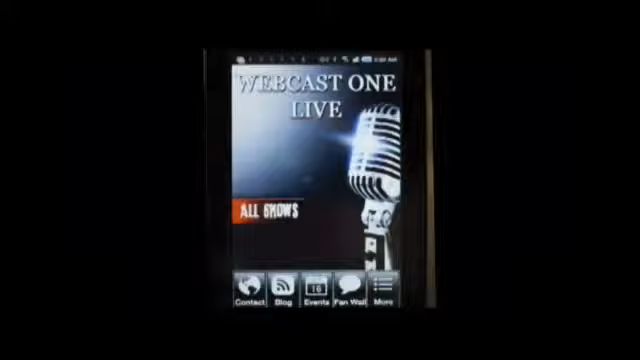 WEBCAST ONE
LIVE
ALL SHOWS
16
Contact
Blog
Events
Fan Wall
More